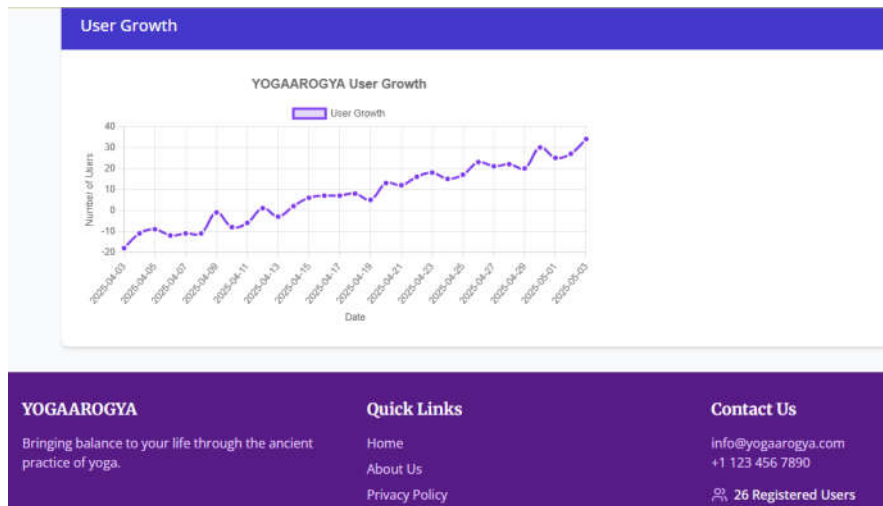 User Growth
YOGAAROGYA User Growth
User Growth
40
30
20
10
0
-10
-20
Number of Users
2025-04-03
2025-04-05
2025-04-07
2025-04-09
2025-04-11
2025-04-13
2025-04-15
2025-04-17
2025-04-19
2025-04-21
2025-04-23
2025-04-25
2025-04-27
2025-04-29
2025-05-01
2025-05-03
Date
YOGAAROGYA
Bringing balance to your life through the ancient
practice of yoga.
Quick Links
Home
About Us
Privacy Policy
Contact Us
info@yogaarogya.com
+1 123 456 7890
26 Registered Users